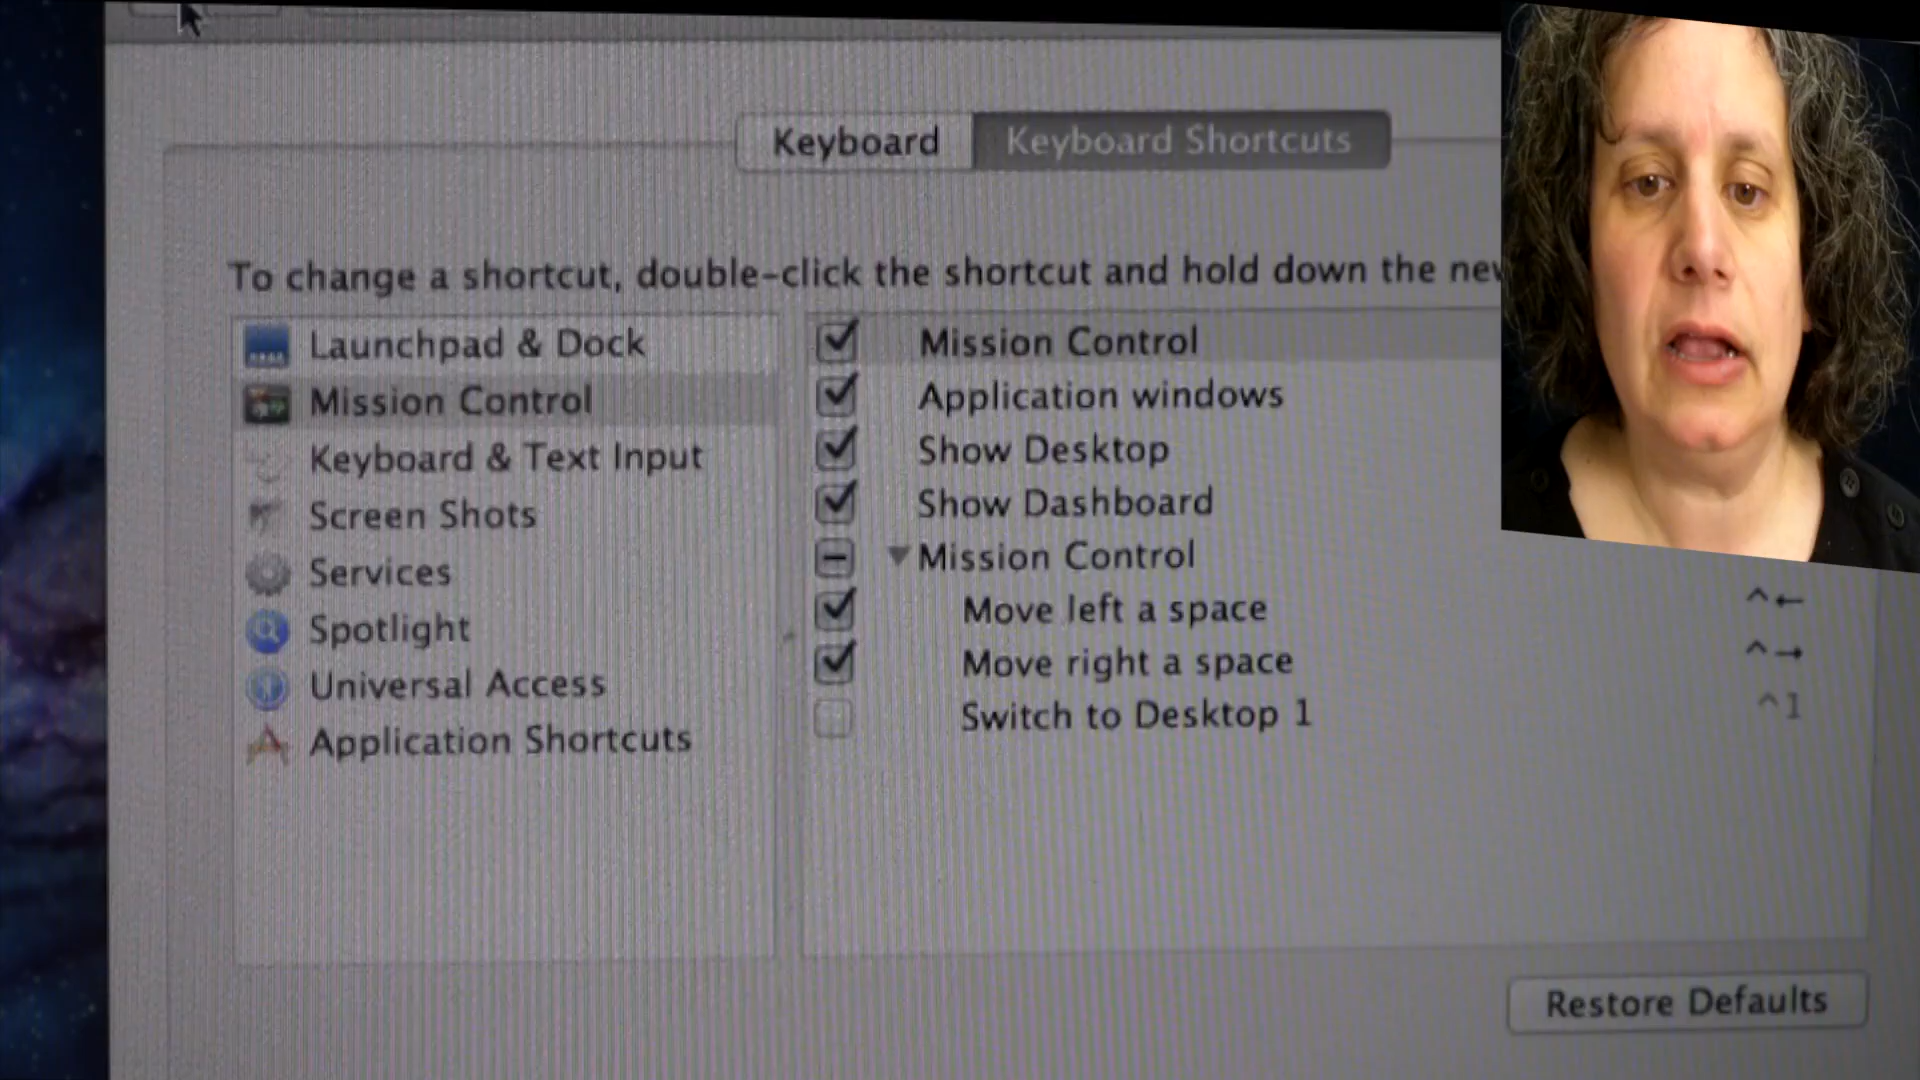 Keyboard
Keyboard Shortcuts
To change a shortcut, double-click the shortcut and hold down the new
Launchpad & Dock
Mission Control
Keyboard & Text Input
Screen Shots
Services
Spotlight
Universal Access
Application Shortcuts
Mission Control
Application windows
Show Desktop
Show Dashboard
Mission Control
Move left a space ^←
Move right a space ^→
Switch to Desktop 1 ^1
Restore Defaults